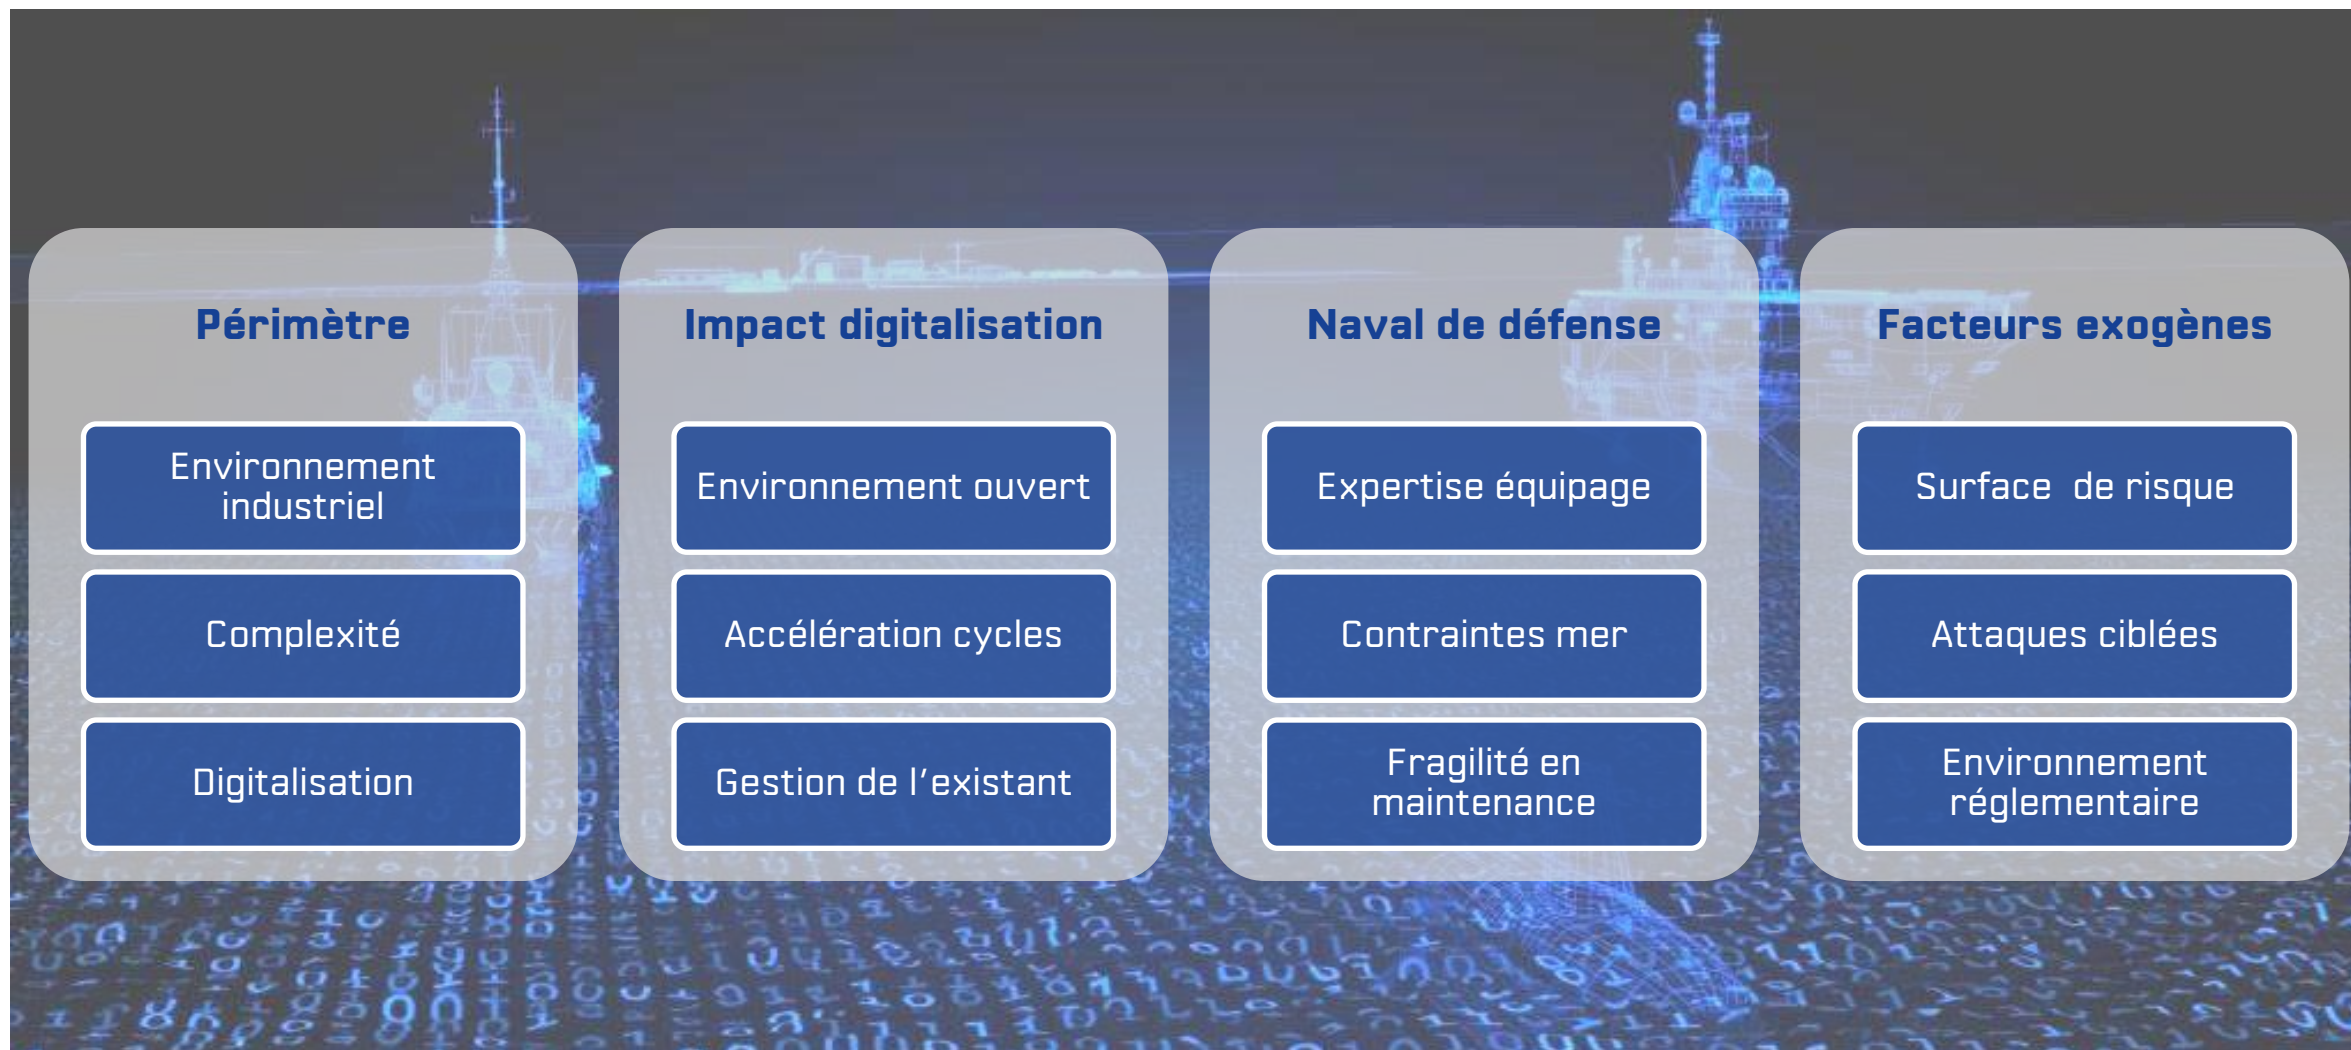 Périmètre
Environnement
industriel
Complexité
Digitalisation
Impact digitalisation
Environnement ouvert
Accélération cycles
Gestion de l’existant
Naval de défense
Expertise équipage
Contraintes mer
Fragilité en
maintenance
Facteurs exogènes
Surface  de risque
Attaques ciblées
Environnement
réglementaire